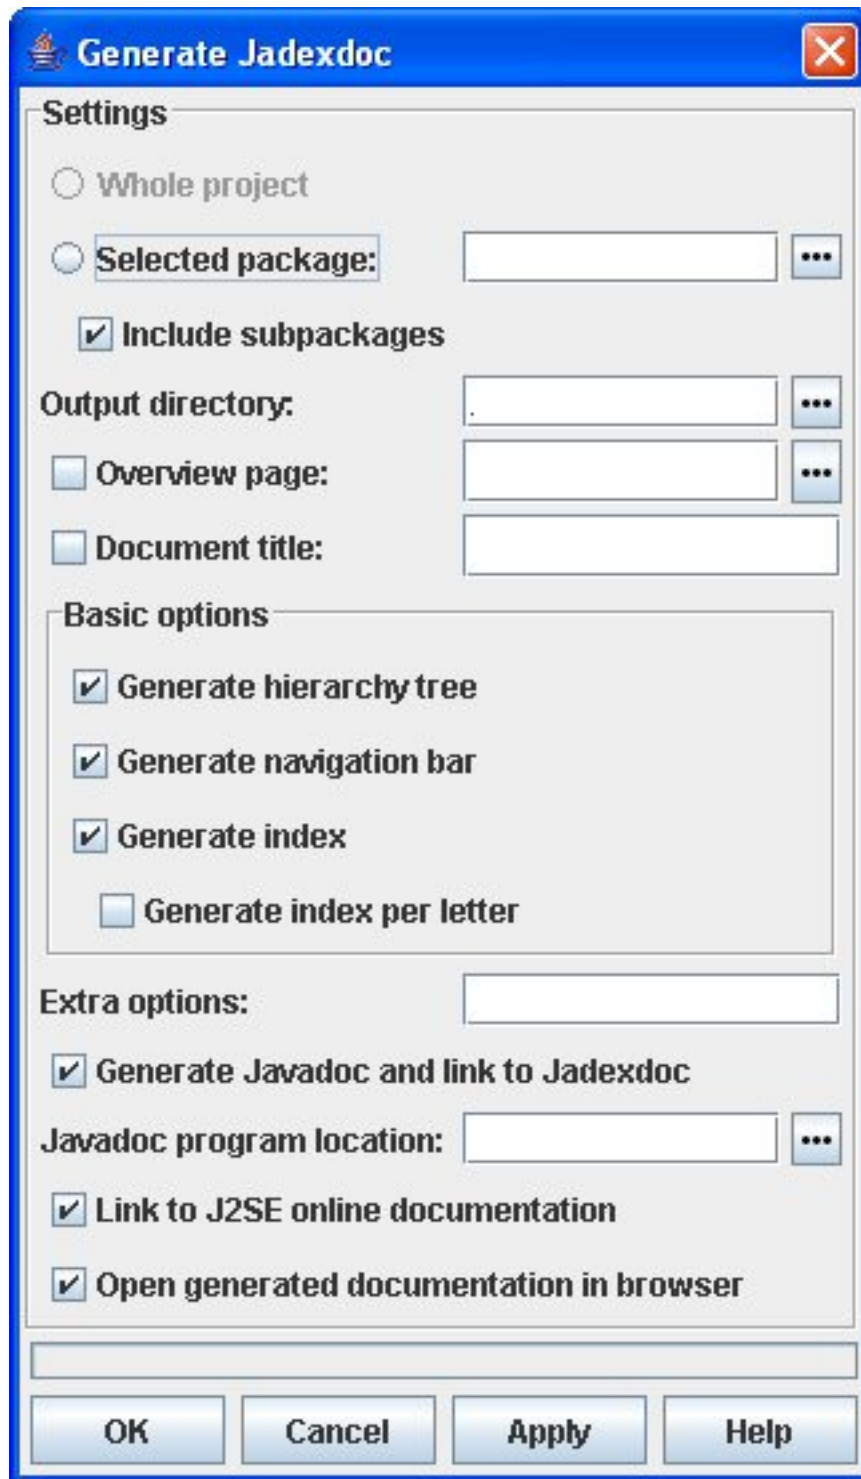 Generate Jadexdoc
Settings
Whole project
Selected package:
...
Include subpackages
Output directory:
.
...
Overview page:
...
Document title:
Basic options
Generate hierarchy tree
Generate navigation bar
Generate index
Generate index per letter
Extra options:
Generate Javadoc and link to Jadexdoc
Javadoc program location:
...
Link to J2SE online documentation
Open generated documentation in browser
OK Cancel Apply Help